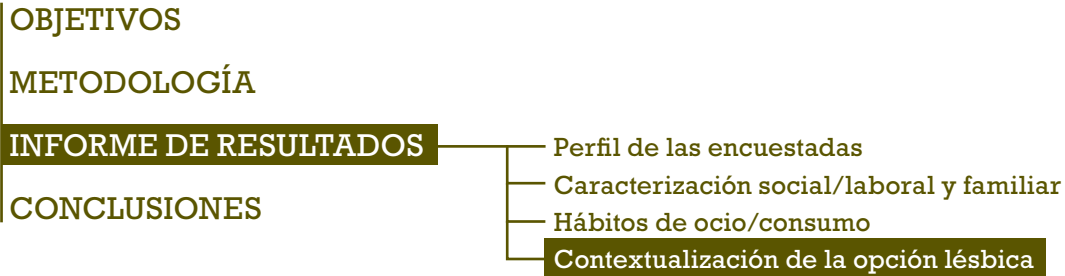 OBJETIVOS
METODOLOGÍA
INFORME DE RESULTADOS
Perfil de las encuestadas
Caracterización social/laboral y familiar
CONCLUSIONES
Hábitos de ocio/consumo
Contextualización de la opción lésbica